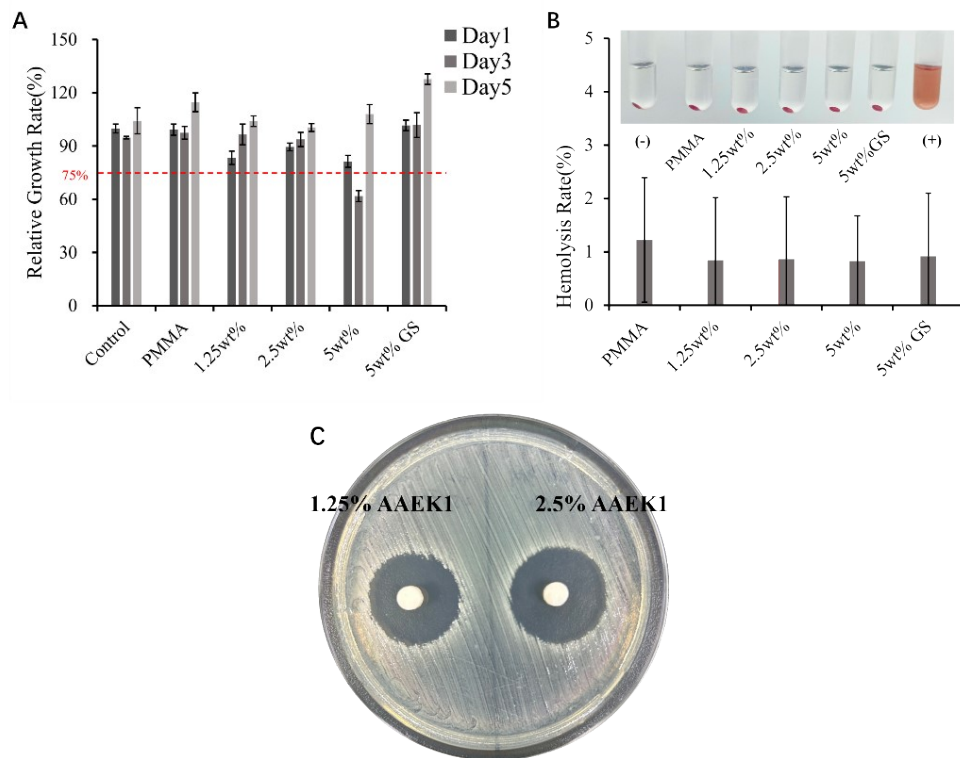 A
Relative Growth Rate(%)
150
120
90
75%
60
30
0
Day1
Day3
Day5
Control
PMMA
1.25wt%
2.5wt%
5wt%
5wt% GS
B
Hemolysis Rate(%)
5
4
3
2
1
0
(-)
PMMA
1.25wt%
2.5wt%
5wt%
5wt%GS
(+)
PMMA
1.25wt%
2.5wt%
5wt%
5wt% GS
C
1.25% AAEK1
2.5% AAEK1